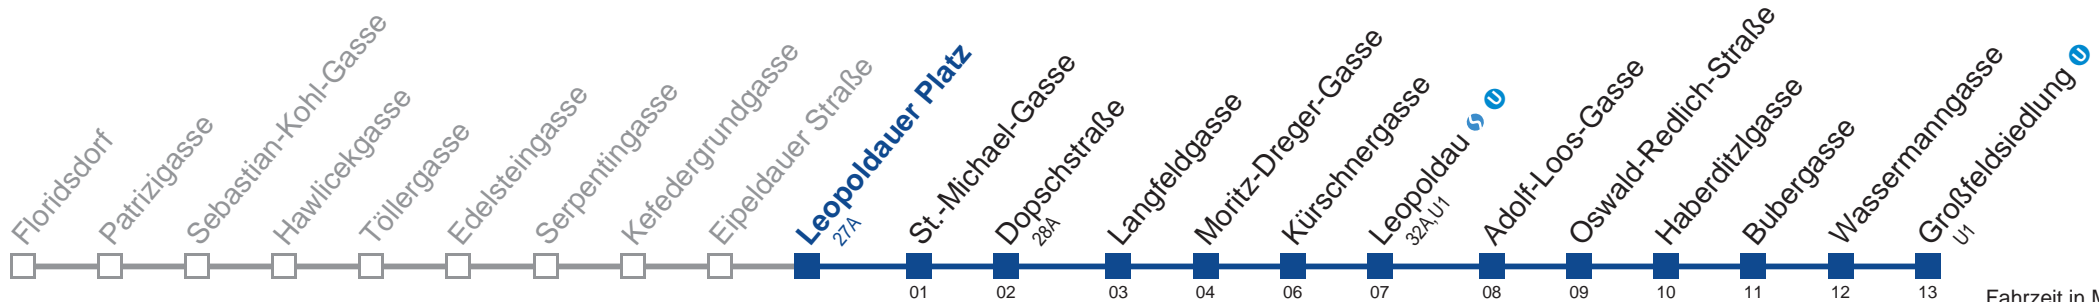 Floridsdorf
Patrizigasse
Sebastian-Kohl-Gasse
Hawlicekgasse
Töllergasse
Edelsteingasse
Serpentingasse
Kefedergrundgasse
Eipeldauer Straße
Leopoldauer Platz
27A
St.-Michael-Gasse
Dopschstraße
28A
Langfeldgasse
Moritz-Dreger-Gasse
Kürschnergasse
Leopoldau S U
32A,U1
Adolf-Loos-Gasse
Oswald-Redlich-Straße
Haberditzlgasse
Bubergasse
Wassermanngasse
Großfeldsiedlung U
U1
01 02 03 04 06 07 08 09 10 11 12 13
Fahrzeit in M